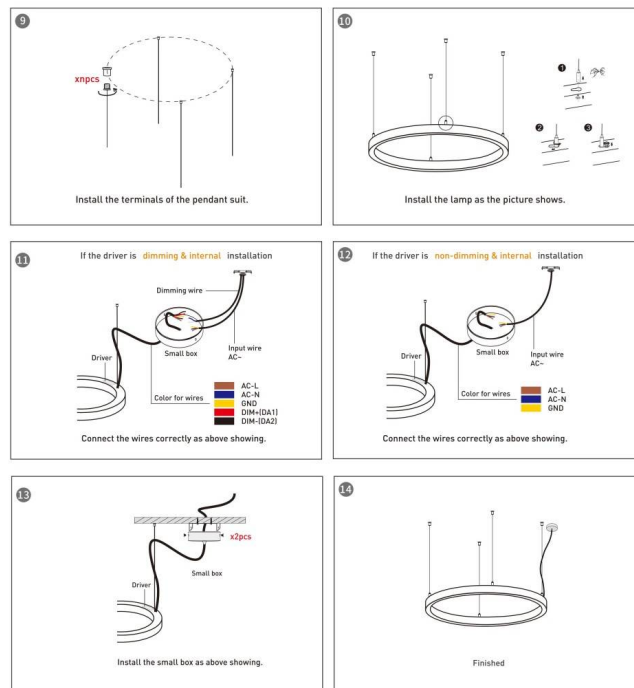 9
xnpcs
Install the terminals of the pendant suit.
10
1
2
3
Install the lamp as the picture shows.
11
If the driver is dimming & internal installation
Dimming wire
Input wire
AC~
Small box
Driver
Color for wires
AC-L
AC-N
GND
DIM+(DA1)
DIM-(DA2)
Connect the wires correctly as above showing.
12
If the driver is non-dimming & internal installation
Small box
Input wire
AC~
Driver
Color for wires
AC-L
AC-N
GND
Connect the wires correctly as above showing.
13
x2pcs
Small box
Driver
Install the small box as above showing.
14
Finished